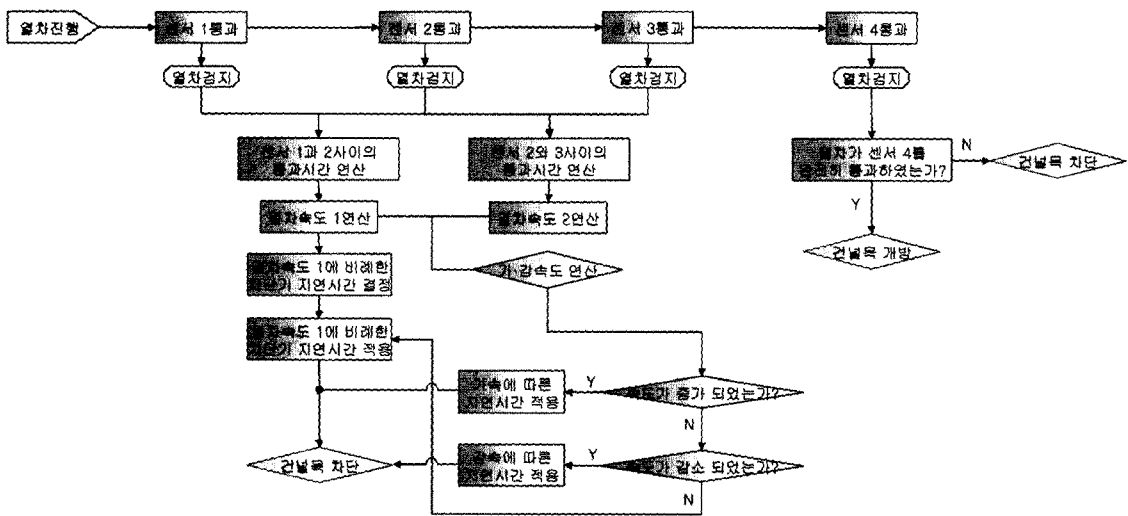 열차진행
센서 1통과
센서 2통과
센서 3통과
센서 4통과
열차검지
열차검지
열차검지
열차검지
센서 1과 2사이의
통과시간 연산
센서 2와 3사이의
통과시간 연산
열차가 센서 4를
완전히 통과하였는가?
N
건널목 차단
Y
건널목 개방
열차속도 1연산
열차속도 2연산
열차속도 1에 비례한
차단기 지연시간 결정
가 감속도 연산
열차속도 1에 비례한
차단기 지연시간 적용
가속에 따른
지연시간 적용
Y
속도가 증가 되었는가?
N
건널목 차단
감속에 따른
지연시간 적용
Y
속도가 감소 되었는가?
N